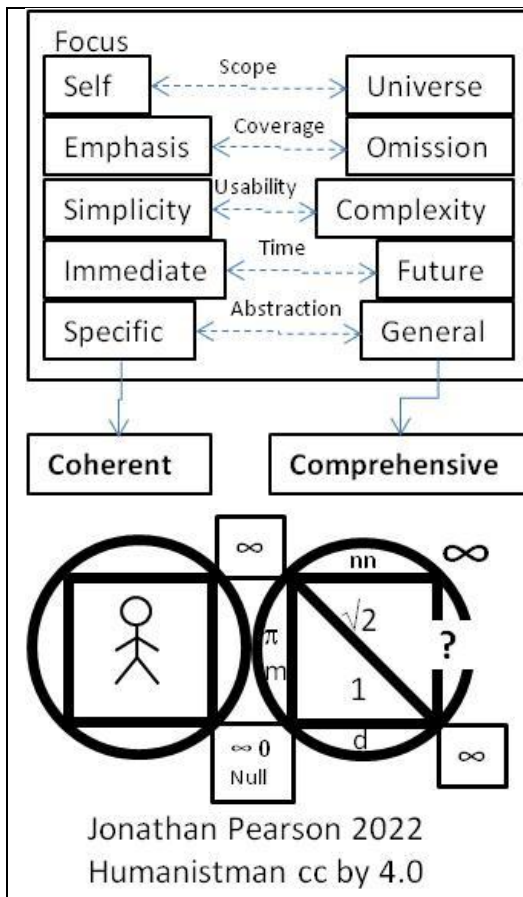 Focus
Scope
Self Universe
Coverage
Emphasis Omission
Usability
Simplicity Complexity
Time
Immediate Future
Abstraction
Specific General
Coherent Comprehensive
∞ nn ∞
√2
π ?
m
1
∞ 0 d ∞
Null
Jonathan Pearson 2022
Humanistman cc by 4.0